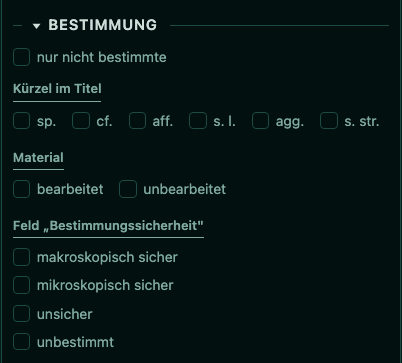 BESTIMMUNG
nur nicht bestimmte
Kürzel im Titel
sp. cf. aff. s. l. agg. s. str.
Material
bearbeitet unbearbeitet
Feld „Bestimmungssicherheit"
makroskopisch sicher
mikroskopisch sicher
unsicher
unbestimmt